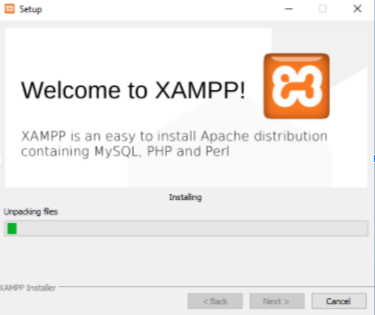 Setup
Welcome to XAMPP!
XAMPP is an easy to install Apache distribution
containing MySQL, PHP and Perl
Installing
Unpacking files
XAMPP Installer
< Back
Next >
Cancel